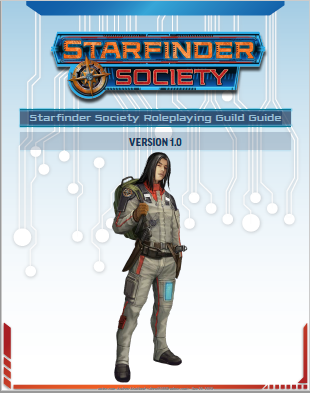 STARFINDER
SOCIETY
Starfinder Society Roleplaying Guild Guide
VERSION 1.0